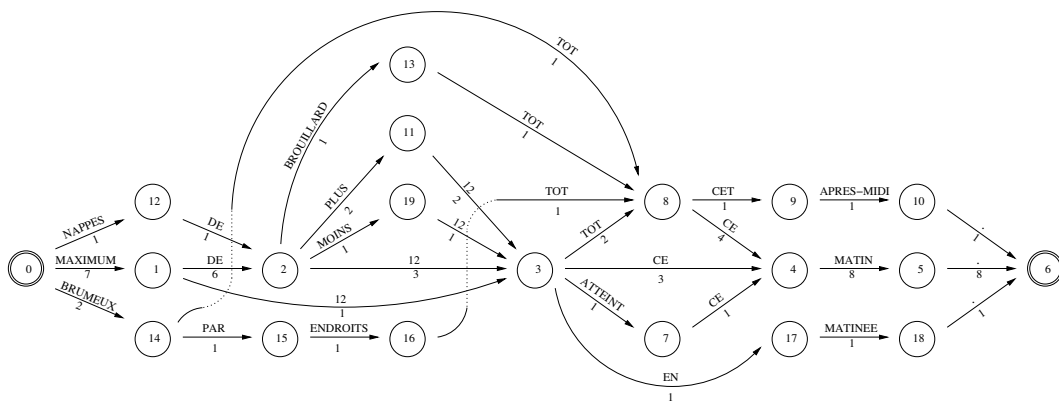 TOT
1
13
BROUILLARD
1
TOT
1
11
PLUS
2
12
2
12
NAPPES
1
DE
1
19
MOINS
1
12
1
TOT
1
8
CET
1
9
APRES-MIDI
1
10
.
1
TOT
2
CE
4
0
MAXIMUM
7
1
DE
6
2
12
3
3
CE
3
4
MATIN
8
5
.
8
6
12
1
BRUMEUX
2
ATTEINT
1
CE
1
14
PAR
1
15
ENDROITS
1
16
7
17
MATINEE
1
18
.
1
EN
1